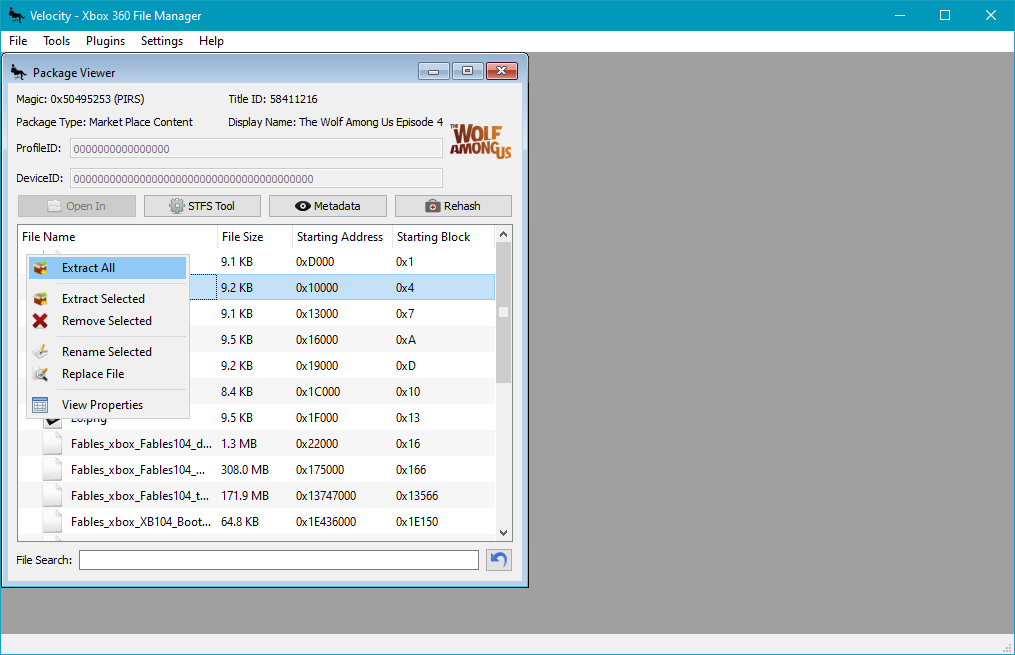 Velocity - Xbox 360 File Manager
File Tools Plugins Settings Help
Package Viewer
Magic: 0x50495253 (PIRS) Title ID: 58411216
Package Type: Market Place Content Display Name: The Wolf Among Us Episode 4
THE WOLF AMONG US
ProfileID: 0000000000000000
DeviceID: 0000000000000000000000000000000000000000
Open In STFS Tool Metadata Rehash
File Name File Size Starting Address Starting Block
9.1 KB 0xD000 0x1
Extract All
9.2 KB 0x10000 0x4
Extract Selected
9.1 KB 0x13000 0x7
Remove Selected
9.5 KB 0x16000 0xA
Rename Selected
9.2 KB 0x19000 0xD
Replace File
8.4 KB 0x1C000 0x10
View Properties
9.5 KB 0x1F000 0x13
Fables_xbox_Fables104_d... 1.3 MB 0x22000 0x16
Fables_xbox_Fables104_... 308.0 MB 0x175000 0x166
Fables_xbox_Fables104_t... 171.9 MB 0x13747000 0x13566
Fables_xbox_XB104_Boot... 64.8 KB 0x1E436000 0x1E150
File Search: